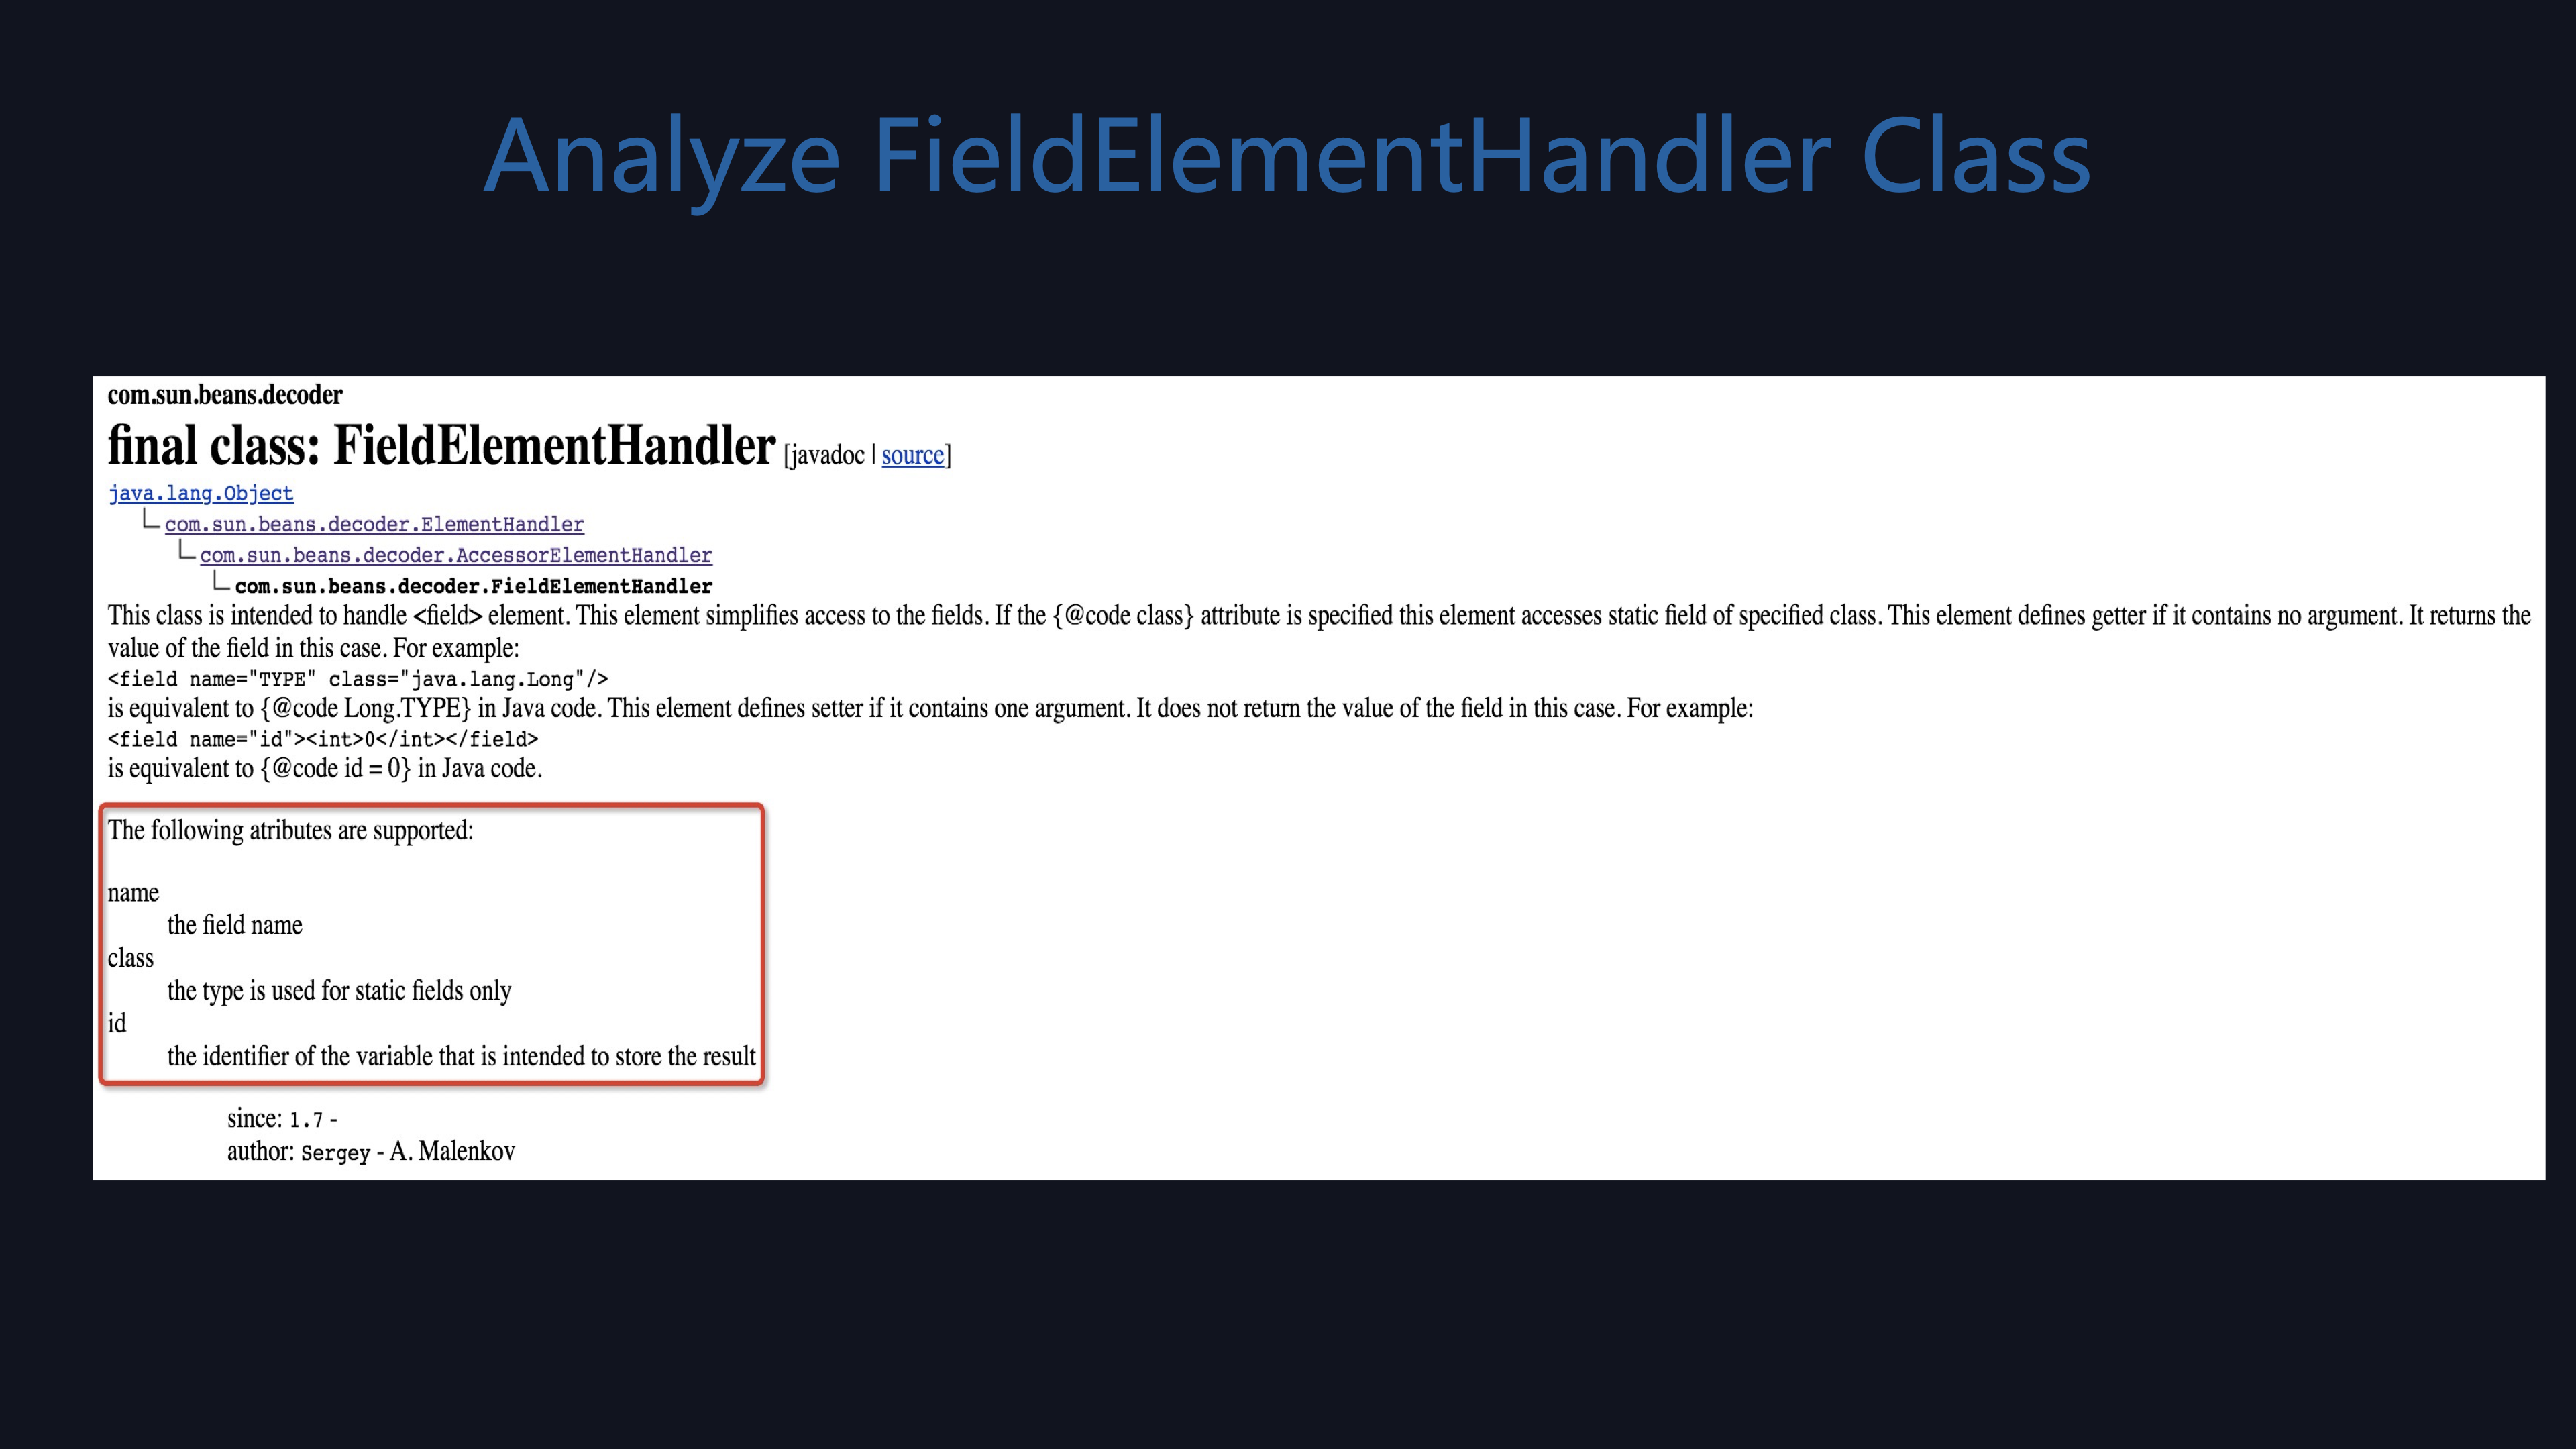 Analyze FieldElementHandler Class
com.sun.beans.decoder
final class: FieldElementHandler [javadoc | source]
java.lang.Object
com.sun.beans.decoder.ElementHandler
com.sun.beans.decoder.AccessorElementHandler
com.sun.beans.decoder.FieldElementHandler
This class is intended to handle <field> element. This element simplifies access to the fields. If the {@code class} attribute is specified this element accesses static field of specified class. This element defines getter if it contains no argument. It returns the
value of the field in this case. For example:
<field name="TYPE" class="java.lang.Long"/>
is equivalent to {@code Long.TYPE} in Java code. This element defines setter if it contains one argument. It does not return the value of the field in this case. For example:
<field name="id"><int>0</int></field>
is equivalent to {@code id = 0} in Java code.
The following atributes are supported:
name
the field name
class
the type is used for static fields only
id
the identifier of the variable that is intended to store the result
since: 1.7 -
author: Sergey - A. Malenkov